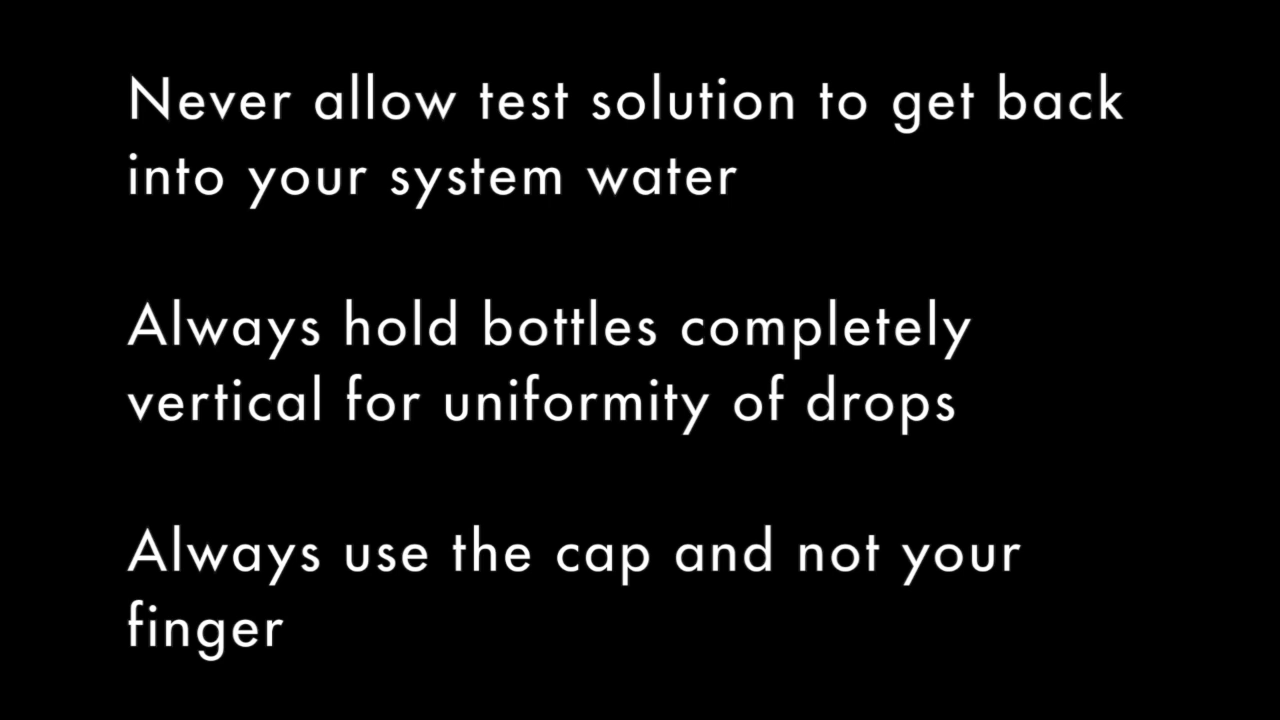 Never allow test solution to get back
into your system water
Always hold bottles completely
vertical for uniformity of drops
Always use the cap and not your
finger